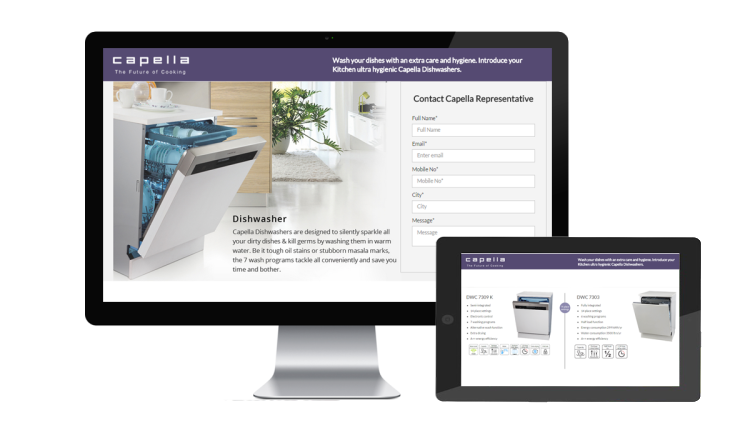 capella
The Future of Cooking
Wash your dishes with an extra care and hygiene. Introduce your
Kitchen ultra hygienic Capella Dishwashers.
Contact Capella Representative
Full Name*
Full Name
Email*
Enter email
Mobile No*
Mobile No*
City*
City
Message*
Message
Dishwasher
Capella Dishwashers are designed to silently sparkle all
your dirty dishes & kill germs by washing them in warm
water. Be it tough oil stains or stubborn masala marks,
the 7 wash programs tackle all conveniently and save you
time and bother.
capella
The Future of Cooking
Wash your dishes with an extra care and hygiene. Introduce your
Kitchen ultra hygienic Capella Dishwashers.
DWC 7309 K
DWC 7303